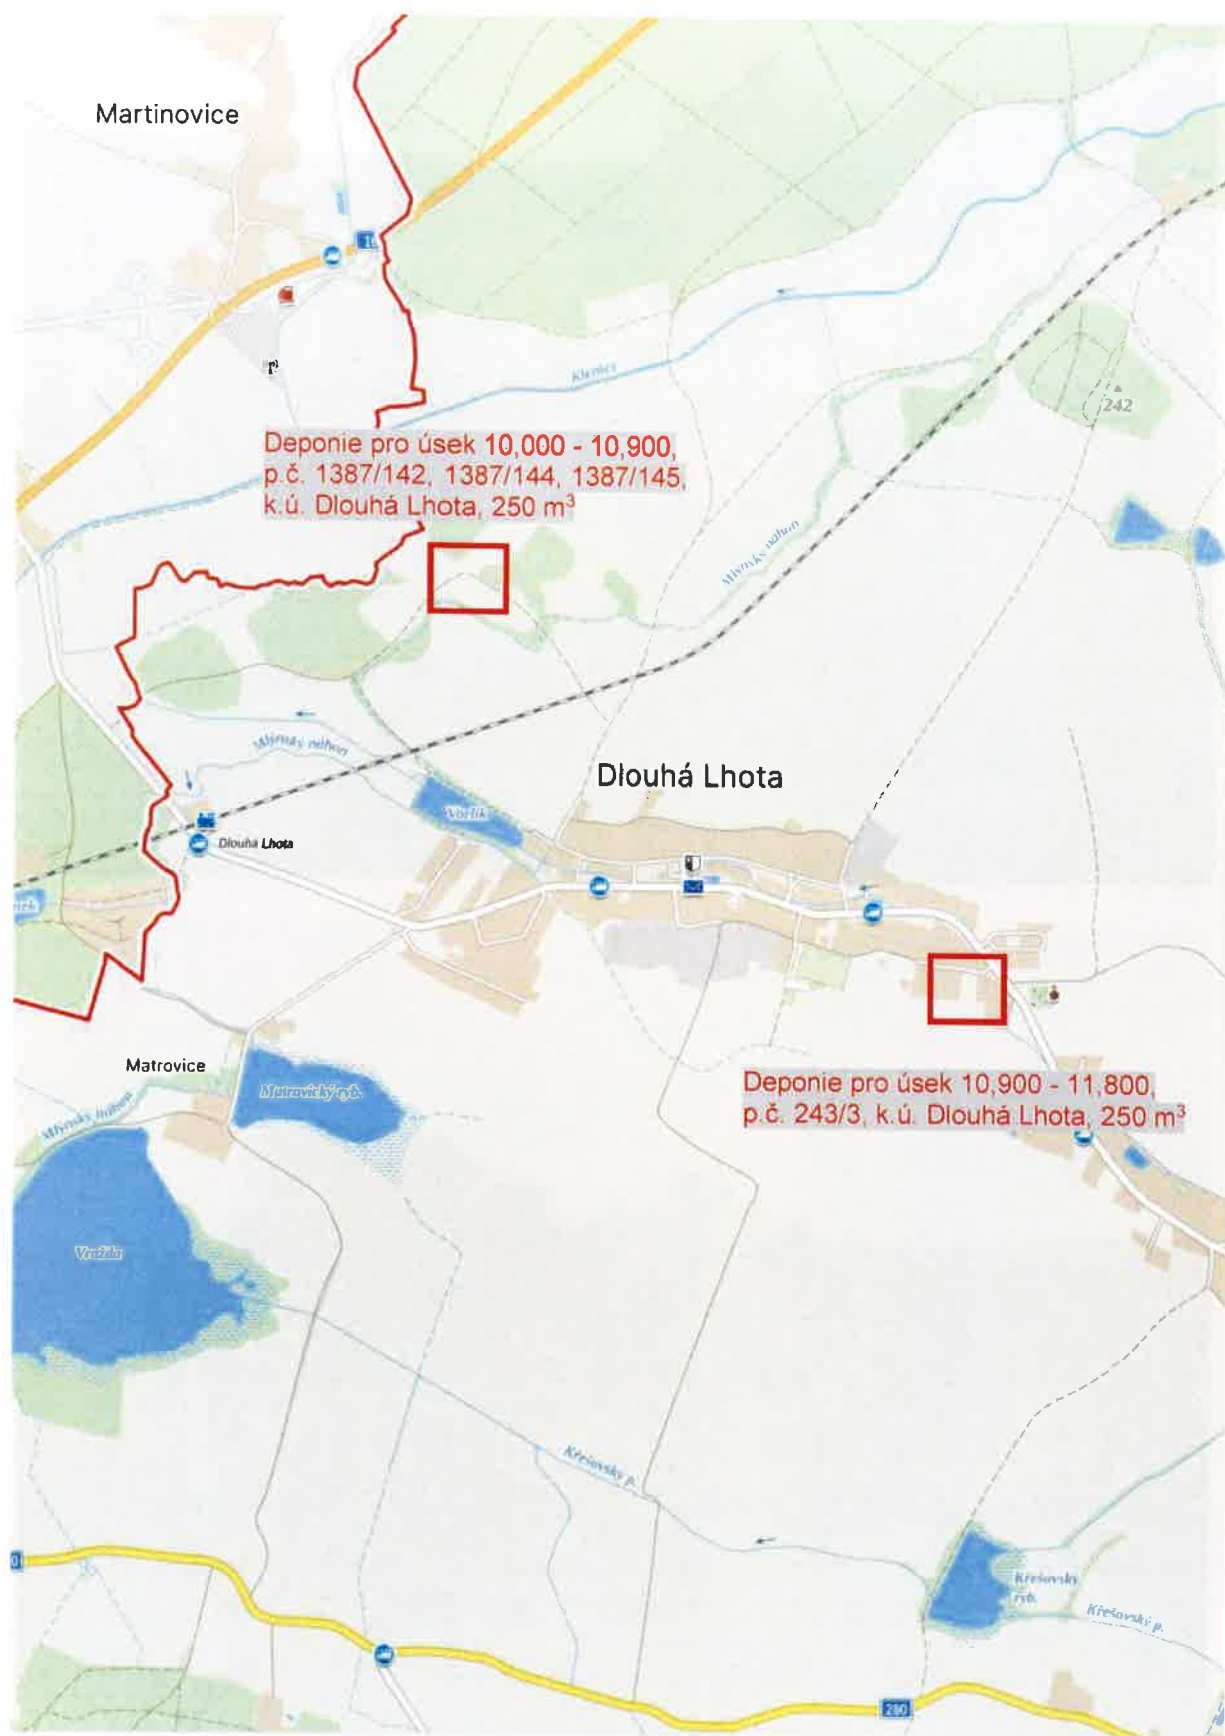 Martinovice
16
Klenice
242
Deponie pro úsek 10,000 - 10,900,
p.č. 1387/142, 1387/144, 1387/145,
k.ú. Dlouhá Lhota, 250 m³
Mlýnský náhon
Mlýnský náhon
Dlouhá Lhota
Vorlík
Dlouhá Lhota
Matrovice
Matrovický ryb.
Deponie pro úsek 10,900 - 11,800,
p.č. 243/3, k.ú. Dlouhá Lhota, 250 m³
Mlýnský náhon
Vražda
Křešovský p.
Křešovský
ryb.
Křešovský p.
280